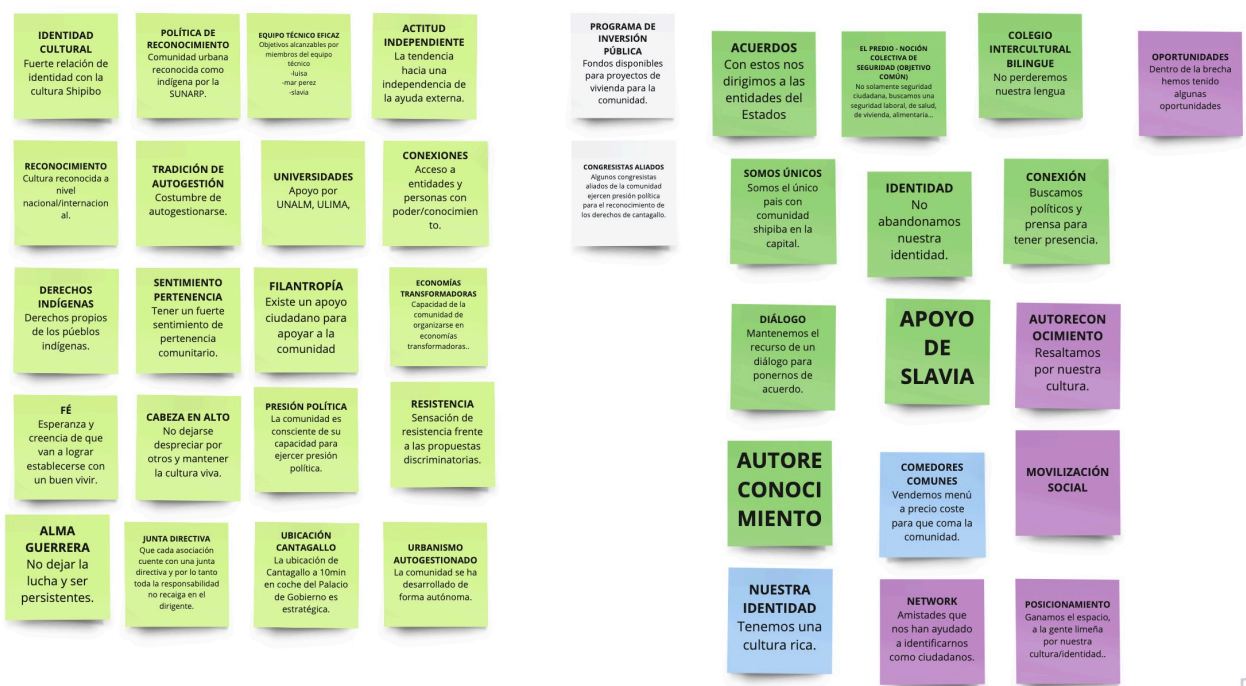 IDENTIDAD
CULTURAL
Fuerte relación de
identidad con la
cultura Shipibo
POLÍTICA DE
RECONOCIMIENTO
Comunidad urbana
reconocida como
indígena por la
SUNARP.
EQUIPO TÉCNICO EFICAZ
Objetivos alcanzables por
miembros del equipo
técnico
-luisa
-mar perez
-slavia
ACTITUD
INDEPENDIENTE
La tendencia
hacia una
independencia de
la ayuda externa.
RECONOCIMIENTO
Cultura reconocida a
nivel
nacional/internacion
al.
TRADICIÓN DE
AUTOGESTIÓN
Costumbre de
autogestionarse.
UNIVERSIDADES
Apoyo por
UNALM, ULIMA,
CONEXIONES
Acceso a
entidades y
personas con
poder/conocimien
to.
DERECHOS
INDÍGENAS
Derechos propios
de los púeblos
indígenas.
SENTIMIENTO
PERTENENCIA
Tener un fuerte
sentimiento de
pertenencia
comunitario.
FILANTROPÍA
Existe un apoyo
ciudadano para
apoyar a la
comunidad
ECONOMÍAS
TRANSFORMADORAS
Capacidad de la
comunidad de
organizarse en
economías
transformadoras..
FÉ
Esperanza y
creencia de que
van a lograr
establecerse con
un buen vivir.
CABEZA EN ALTO
No dejarse
despreciar por
otros y mantener
la cultura viva.
PRESIÓN POLÍTICA
La comunidad es
consciente de su
capacidad para
ejercer presión
política.
RESISTENCIA
Sensación de
resistencia frente
a las propuestas
discriminatorias.
ALMA
GUERRERA
No dejar la
lucha y ser
persistentes.
JUNTA DIRECTIVA
Que cada asociación
cuente con una junta
directiva y por lo tanto
toda la responsabilidad
no recaiga en el
dirigente.
UBICACIÓN
CANTAGALLO
La ubicación de
Cantagallo a 10min
en coche del Palacio
de Gobierno es
estratégica.
URBANISMO
AUTOGESTIONADO
La comunidad se ha
desarrollado de
forma autónoma.
PROGRAMA DE
INVERSIÓN
PÚBLICA
Fondos disponibles
para proyectos de
vivienda para la
comunidad.
CONGRESISTAS ALIADOS
Algunos congresistas
aliados de la comunidad
ejercen presión política
para el reconocimiento de
los derechos de cantagallo.
ACUERDOS
Con estos nos
dirigimos a las
entidades del
Estados
EL PREDIO - NOCIÓN
COLECTIVA DE
SEGURIDAD (OBJETIVO
COMÚN)
No solamente seguridad
ciudadana, buscamos una
seguridad laboral, de salud,
de vivienda, alimentaria...
COLEGIO
INTERCULTURAL
BILINGUE
No perderemos
nuestra lengua
OPORTUNIDADES
Dentro de la brecha
hemos tenido
algunas
oportunidades
SOMOS ÚNICOS
Somos el único
pais con
comunidad
shipiba en la
capital.
IDENTIDAD
No
abandonamos
nuestra
identidad.
CONEXIÓN
Buscamos
políticos y
prensa para
tener presencia.
DIÁLOGO
Mantenemos el
recurso de un
diálogo para
ponernos de
acuerdo.
APOYO
DE
SLAVIA
AUTORECON
OCIMIENTO
Resaltamos
por nuestra
cultura.
AUTORE
CONOCI
MIENTO
COMEDORES
COMUNES
Vendemos menú
a precio coste
para que coma la
comunidad.
MOVILIZACIÓN
SOCIAL
NUESTRA
IDENTIDAD
Tenemos una
cultura rica.
NETWORK
Amistades que
nos han ayudado
a identificarnos
como ciudadanos.
POSICIONAMIENTO
Ganamos el espacio,
a la gente limeña
por nuestra
cultura/identidad..
r